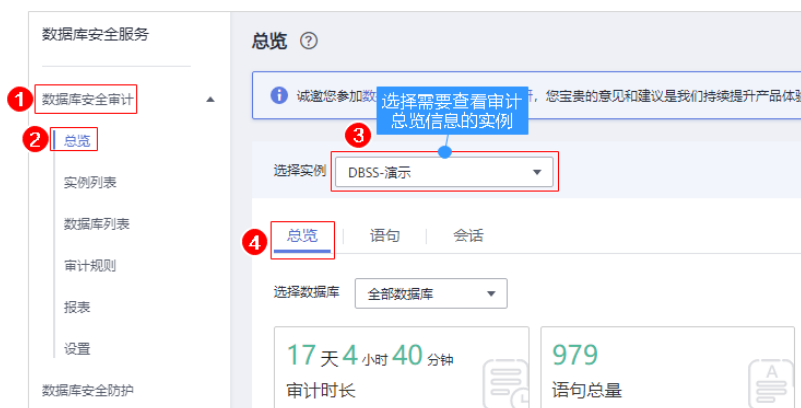 数据库安全服务
总览 ?
1 数据库安全审计
诚邀您参加数 开,您宝贵的意见和建议是我们持续提升产品体验
选择需要查看审计
总览信息的实例
2 总览
3
实例列表
选择实例 DBSS-演示
数据库列表
4 总览 语句 会话
审计规则
选择数据库 全部数据库
报表
设置
17 天 4 小时 40 分钟
979
审计时长
语句总量
数据库安全防护